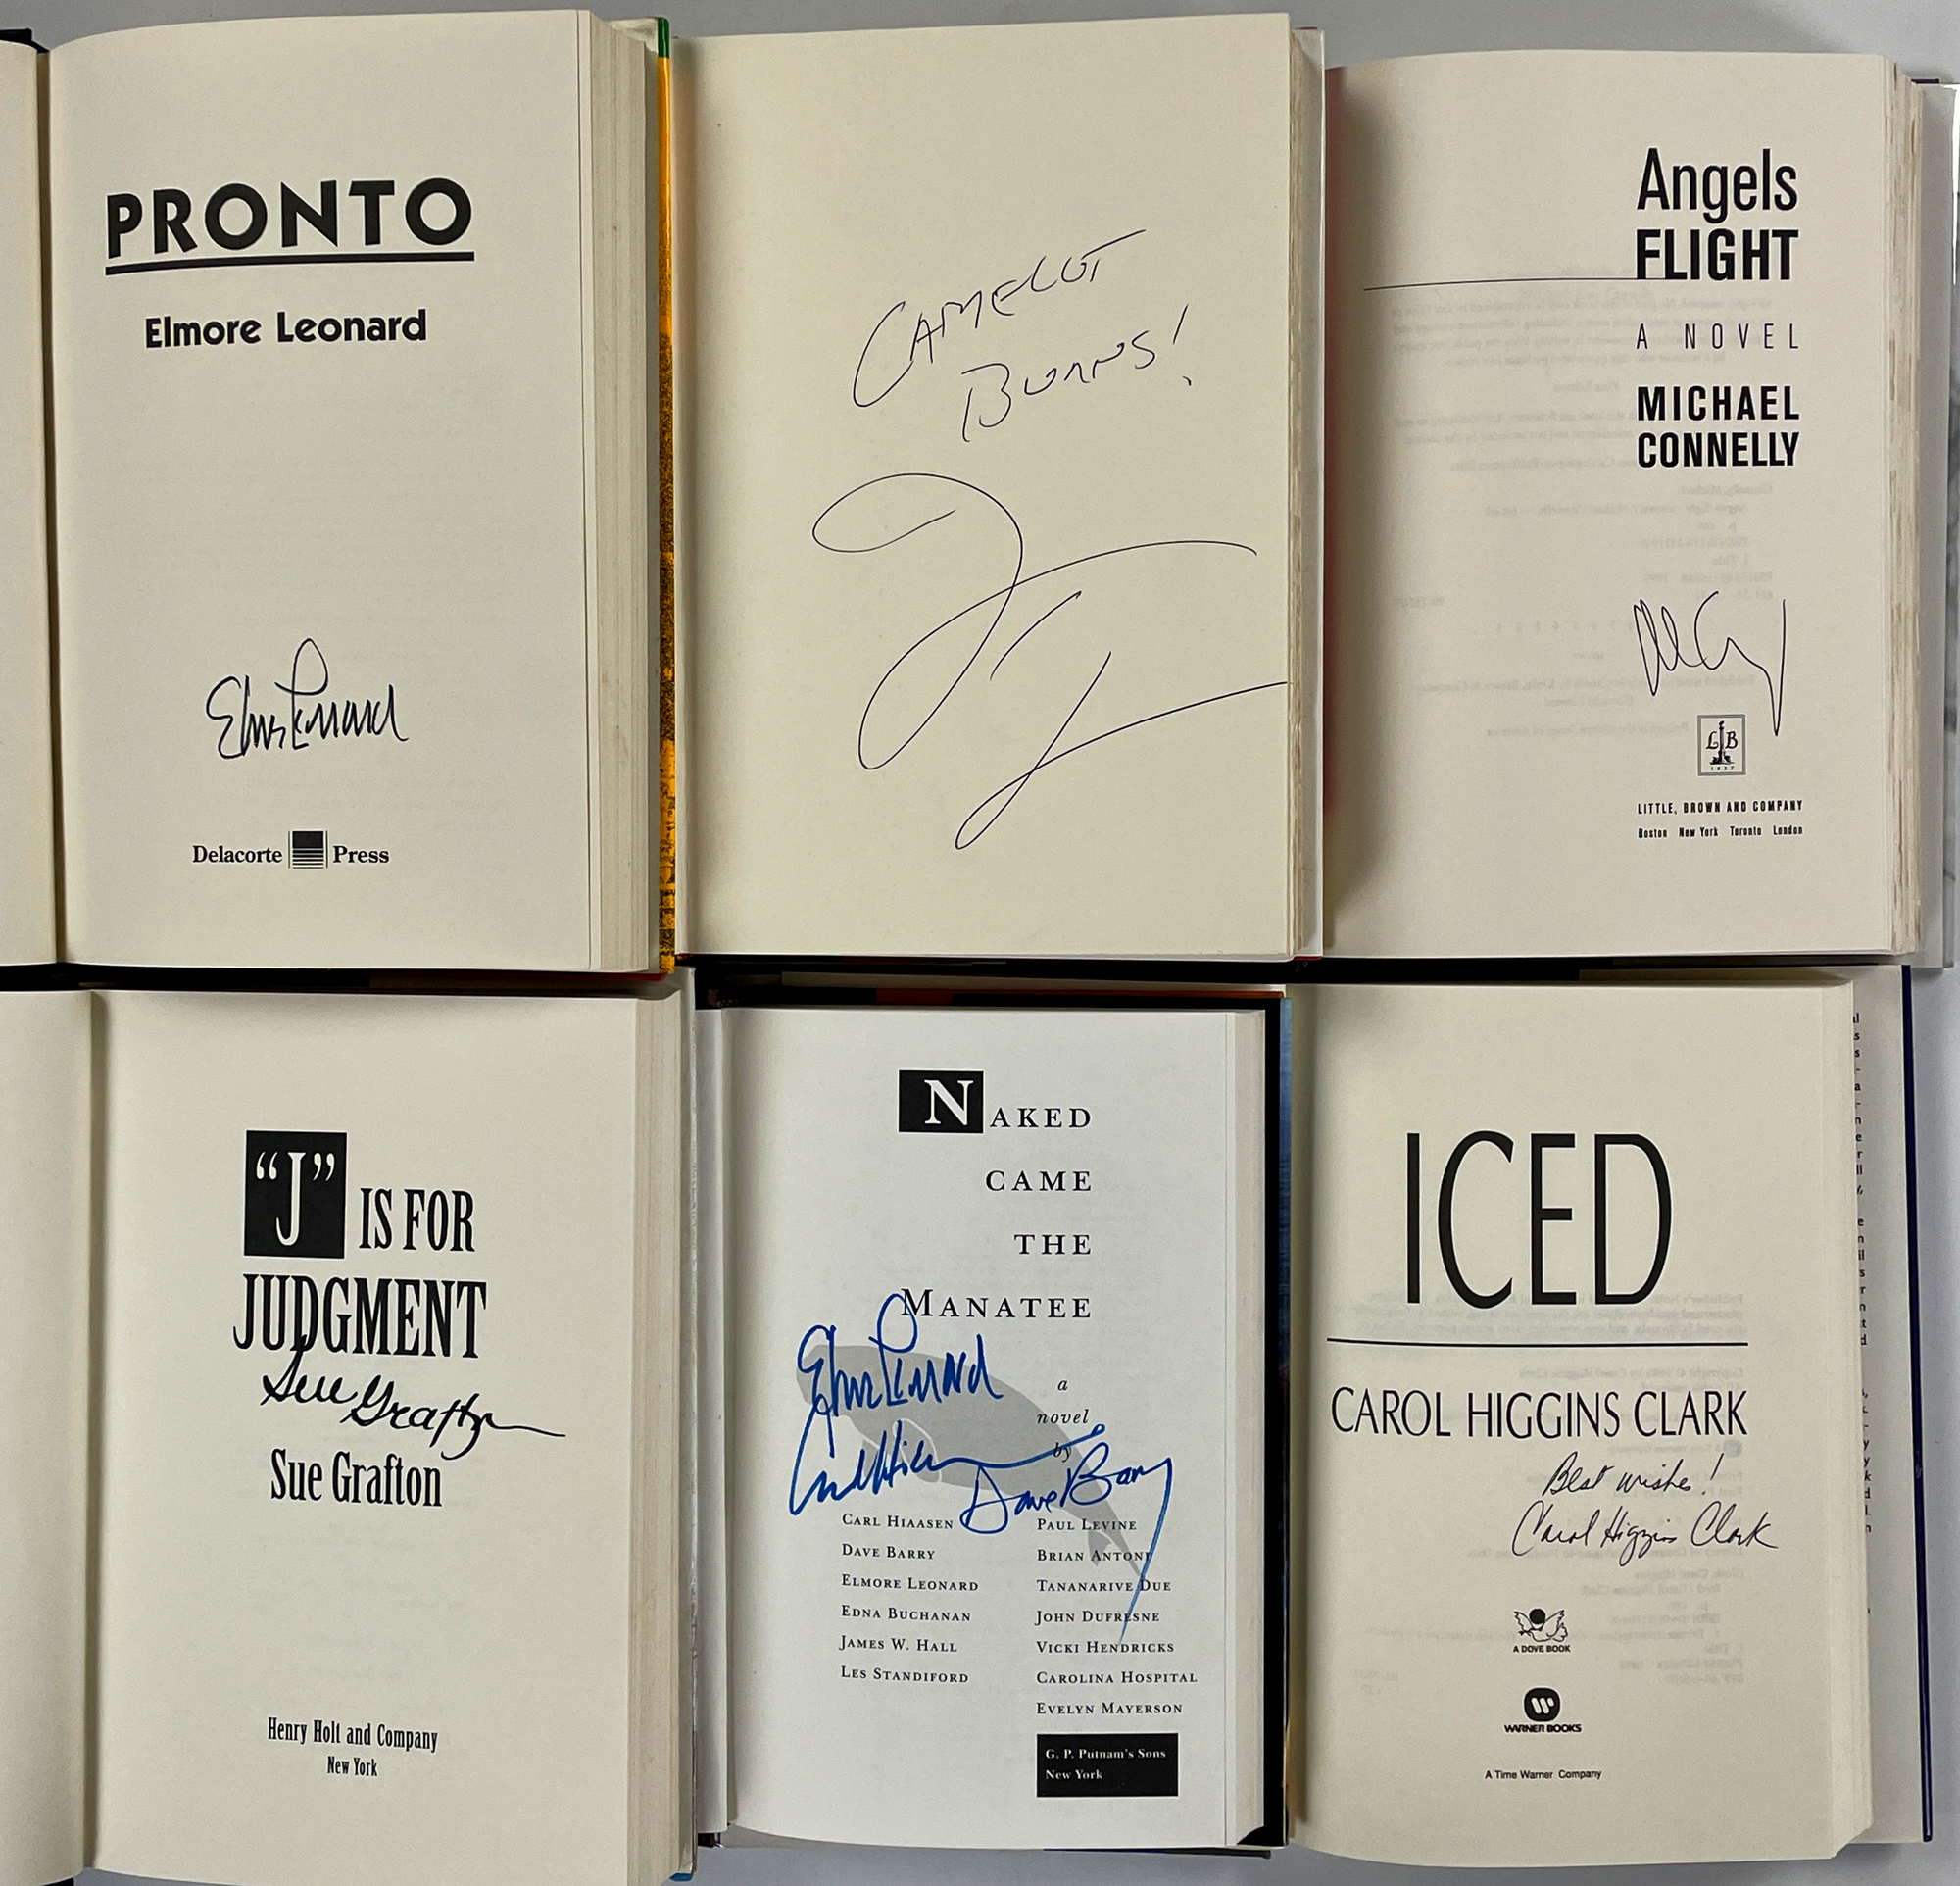 PRONTO
Elmore Leonard
Elmore Leonard
Delacorte Press
CAMELOT
BURNS!
Angels
FLIGHT
A NOVEL
MICHAEL
CONNELLY
LB
1837
LITTLE, BROWN AND COMPANY
Boston New York Toronto London
"J" IS FOR
JUDGMENT
Sue Grafton
Sue Grafton
Henry Holt and Company
New York
NAKED
CAME
THE
MANATEE
Elmore Leonard
a
novel
by
Carl Hiaasen
Dave Barry
CARL HIAASEN
DAVE BARRY
ELMORE LEONARD
EDNA BUCHANAN
JAMES W. HALL
LES STANDIFORD
PAUL LEVINE
BRIAN ANTONI
TANANARIVE DUE
JOHN DUFRESNE
VICKI HENDRICKS
CAROLINA HOSPITAL
EVELYN MAYERSON
G. P. Putnam's Sons
New York
ICED
CAROL HIGGINS CLARK
Best wishes!
Carol Higgins Clark
A DOVE BOOK
WARNER BOOKS
A Time Warner Company